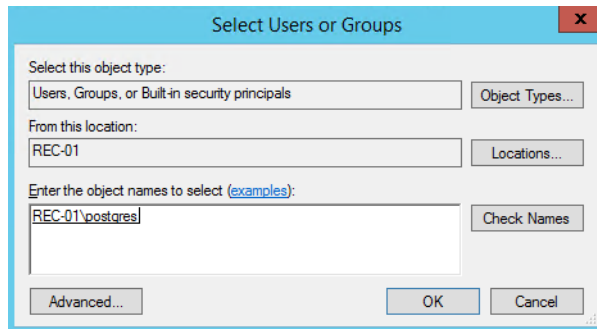 Select Users or Groups
x
Select this object type:
Users, Groups, or Built-in security principals
Object Types...
From this location:
REC-01
Locations...
Enter the object names to select (examples):
REC-01\postgres
Check Names
Advanced...
OK
Cancel